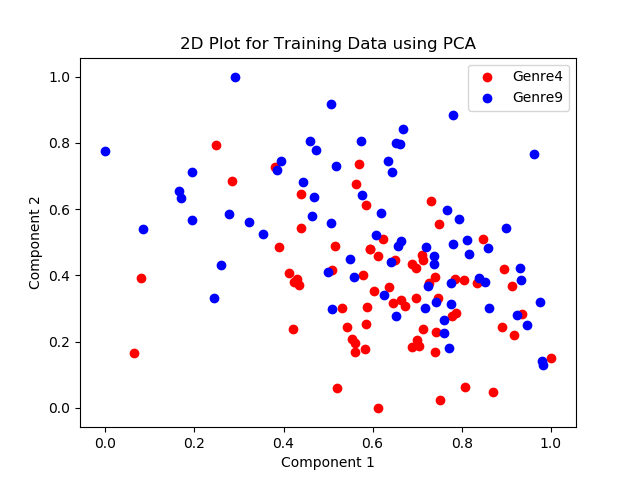 2D Plot for Training Data using PCA
Genre4
Genre9
Component 2
1.0
0.8
0.6
0.4
0.2
0.0
0.0 0.2 0.4 0.6 0.8 1.0
Component 1